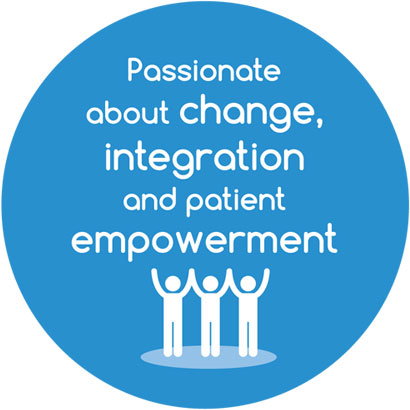 Passionate
about change,
integration
and patient
empowerment